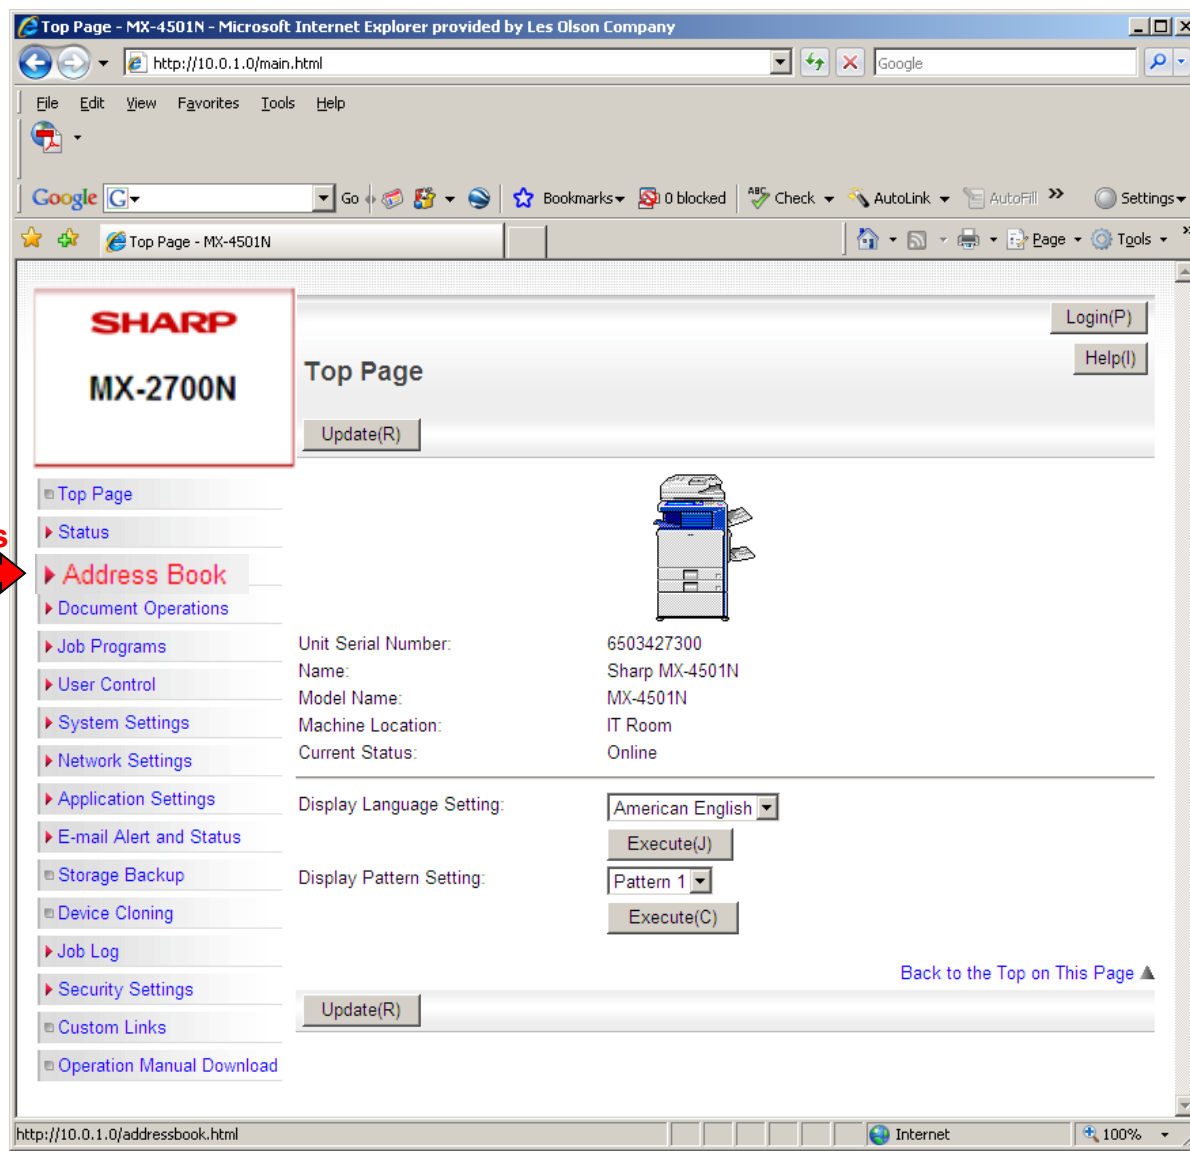 Top Page - MX-4501N - Microsoft Internet Explorer provided by Les Olson Company
http://10.0.1.0/main.html
Google
File Edit View Favorites Tools Help
Google G Go Bookmarks 0 blocked ABC Check AutoLink AutoFill » Settings
Top Page - MX-4501N Page Tools »
SHARP
MX-2700N
Login(P)
Top Page
Help(I)
Update(R)
Top Page
Status
s
Address Book
Document Operations
Job Programs
User Control
System Settings
Network Settings
Application Settings
E-mail Alert and Status
Storage Backup
Device Cloning
Job Log
Security Settings
Custom Links
Operation Manual Download
Unit Serial Number: 6503427300
Name: Sharp MX-4501N
Model Name: MX-4501N
Machine Location: IT Room
Current Status: Online
Display Language Setting: American English
Execute(J)
Display Pattern Setting: Pattern 1
Execute(C)
Back to the Top on This Page
Update(R)
http://10.0.1.0/addressbook.html Internet 100%